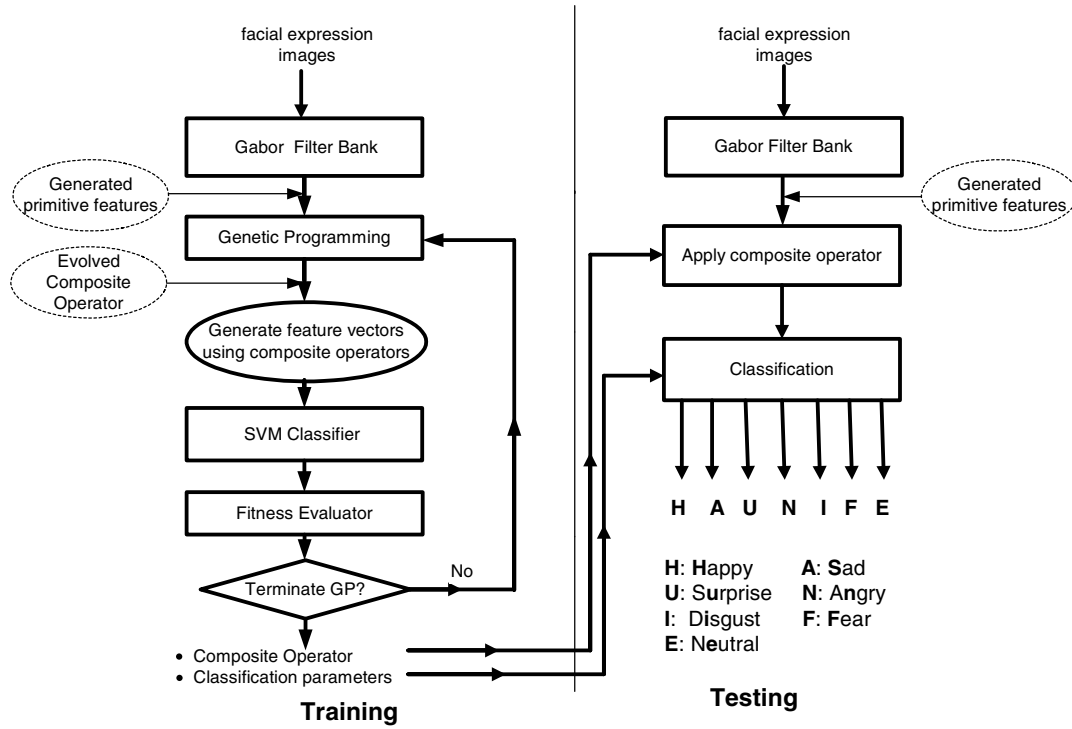 facial expression
images
Gabor Filter Bank
Generated
primitive features
Genetic Programming
Evolved
Composite
Operator
Generate feature vectors
using composite operators
SVM Classifier
Fitness Evaluator
Terminate GP?
No
• Composite Operator
• Classification parameters
Training
facial expression
images
Gabor Filter Bank
Generated
primitive features
Apply composite operator
Classification
H A U N I F E
H: Happy A: Sad
U: Surprise N: Angry
I: Disgust F: Fear
E: Neutral
Testing